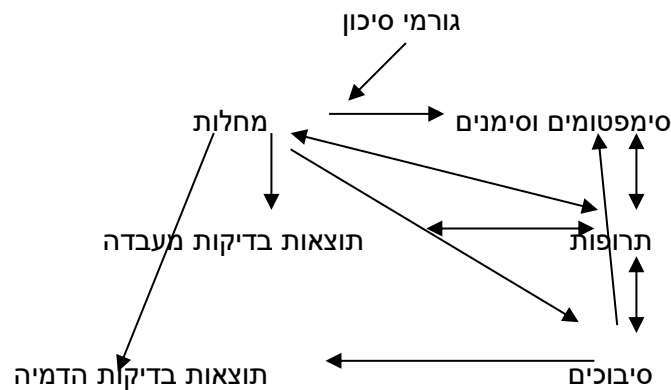 גורמי סיכון
מחלות
סימפטומים וסימנים
תוצאות בדיקות מעבדה
תרופות
תוצאות בדיקות הדמיה
סיבוכים